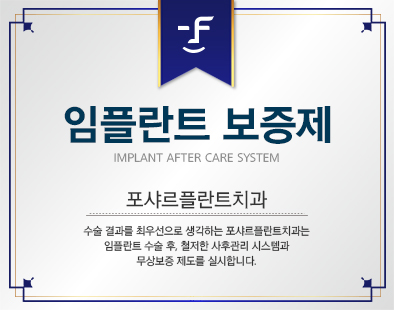 임플란트 보증제
IMPLANT AFTER CARE SYSTEM
포샤르플란트치과
수술 결과를 최우선으로 생각하는 포샤르플란트치과는
임플란트 수술 후, 철저한 사후관리 시스템과
무상보증 제도를 실시합니다.